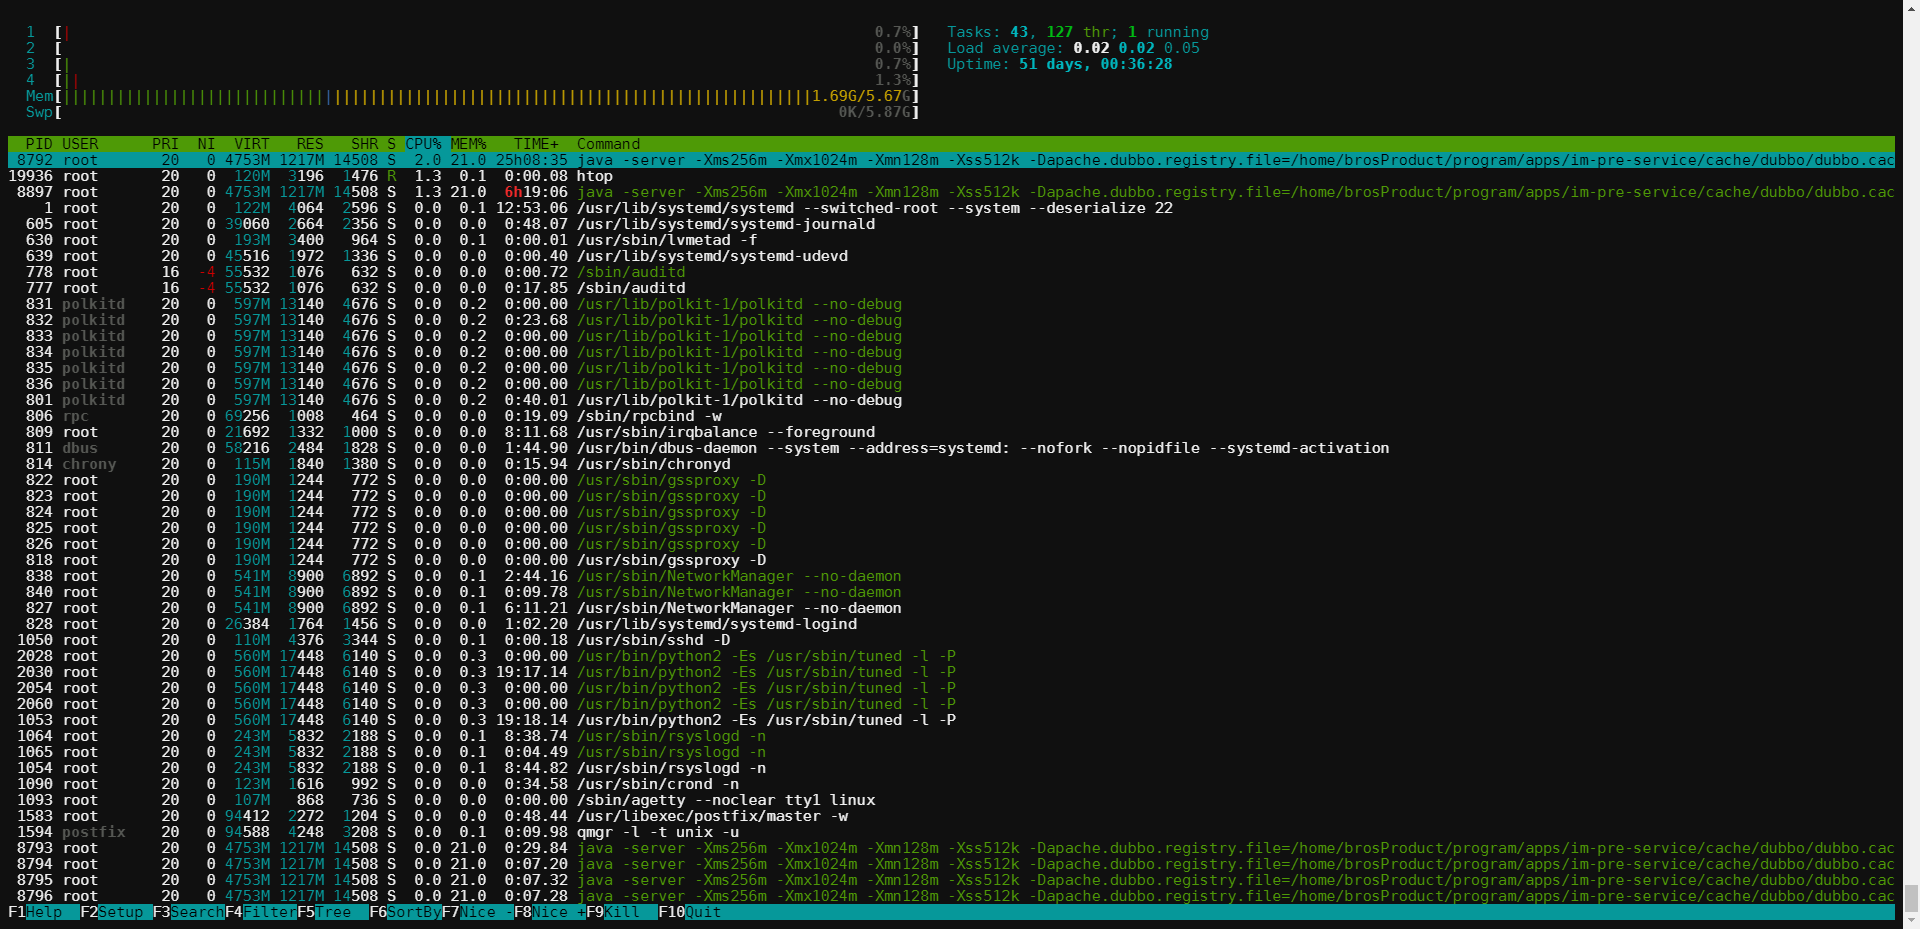 1 [| 0.7%] Tasks: 43, 127 thr; 1 running
2 [ 0.0%] Load average: 0.02 0.02 0.05
3 [| 0.7%] Uptime: 51 days, 00:36:28
4 [|| 1.3%]
Mem[||||||||||||||||||||||||||||||||||||||||||||||||||||||||||||||||||||||||||||||||||||1.69G/5.67G]
Swp[ 0K/5.87G]
PID USER PRI NI VIRT RES SHR S CPU% MEM% TIME+ Command
8792 root 20 0 4753M 1217M 14508 S 2.0 21.0 25h08:35 java -server -Xms256m -Xmx1024m -Xmn128m -Xss512k -Dapache.dubbo.registry.file=/home/brosProduct/program/apps/im-pre-service/cache/dubbo/dubbo.cac
19936 root 20 0 120M 3196 1476 R 1.3 0.1 0:00.08 htop
8897 root 20 0 4753M 1217M 14508 S 1.3 21.0 6h19:06 java -server -Xms256m -Xmx1024m -Xmn128m -Xss512k -Dapache.dubbo.registry.file=/home/brosProduct/program/apps/im-pre-service/cache/dubbo/dubbo.cac
1 root 20 0 122M 4064 2596 S 0.0 0.1 12:53.06 /usr/lib/systemd/systemd --switched-root --system --deserialize 22
605 root 20 0 39060 2664 2356 S 0.0 0.0 0:48.07 /usr/lib/systemd/systemd-journald
630 root 20 0 193M 3400 964 S 0.0 0.1 0:00.01 /usr/sbin/lvmetad -f
639 root 20 0 45516 1972 1336 S 0.0 0.0 0:00.40 /usr/lib/systemd/systemd-udevd
778 root 16 -4 55532 1076 632 S 0.0 0.0 0:00.72 /sbin/auditd
777 root 16 -4 55532 1076 632 S 0.0 0.0 0:17.85 /sbin/auditd
831 polkitd 20 0 597M 13140 4676 S 0.0 0.2 0:00.00 /usr/lib/polkit-1/polkitd --no-debug
832 polkitd 20 0 597M 13140 4676 S 0.0 0.2 0:23.68 /usr/lib/polkit-1/polkitd --no-debug
833 polkitd 20 0 597M 13140 4676 S 0.0 0.2 0:00.00 /usr/lib/polkit-1/polkitd --no-debug
834 polkitd 20 0 597M 13140 4676 S 0.0 0.2 0:00.00 /usr/lib/polkit-1/polkitd --no-debug
835 polkitd 20 0 597M 13140 4676 S 0.0 0.2 0:00.00 /usr/lib/polkit-1/polkitd --no-debug
836 polkitd 20 0 597M 13140 4676 S 0.0 0.2 0:00.00 /usr/lib/polkit-1/polkitd --no-debug
801 polkitd 20 0 597M 13140 4676 S 0.0 0.2 0:40.01 /usr/lib/polkit-1/polkitd --no-debug
806 rpc 20 0 69256 1008 464 S 0.0 0.0 0:19.09 /sbin/rpcbind -w
809 root 20 0 21692 1332 1000 S 0.0 0.0 8:11.68 /usr/sbin/irqbalance --foreground
811 dbus 20 0 58216 2484 1828 S 0.0 0.0 1:44.90 /usr/bin/dbus-daemon --system --address=systemd: --nofork --nopidfile --systemd-activation
814 chrony 20 0 115M 1840 1380 S 0.0 0.0 0:15.94 /usr/sbin/chronyd
822 root 20 0 190M 1244 772 S 0.0 0.0 0:00.00 /usr/sbin/gssproxy -D
823 root 20 0 190M 1244 772 S 0.0 0.0 0:00.00 /usr/sbin/gssproxy -D
824 root 20 0 190M 1244 772 S 0.0 0.0 0:00.00 /usr/sbin/gssproxy -D
825 root 20 0 190M 1244 772 S 0.0 0.0 0:00.00 /usr/sbin/gssproxy -D
826 root 20 0 190M 1244 772 S 0.0 0.0 0:00.00 /usr/sbin/gssproxy -D
818 root 20 0 190M 1244 772 S 0.0 0.0 0:00.00 /usr/sbin/gssproxy -D
838 root 20 0 541M 8900 6892 S 0.0 0.1 2:44.16 /usr/sbin/NetworkManager --no-daemon
840 root 20 0 541M 8900 6892 S 0.0 0.1 0:09.78 /usr/sbin/NetworkManager --no-daemon
827 root 20 0 541M 8900 6892 S 0.0 0.1 6:11.21 /usr/sbin/NetworkManager --no-daemon
828 root 20 0 26384 1764 1456 S 0.0 0.0 1:02.20 /usr/lib/systemd/systemd-logind
1050 root 20 0 110M 4376 3344 S 0.0 0.1 0:00.18 /usr/sbin/sshd -D
2028 root 20 0 560M 17448 6140 S 0.0 0.3 0:00.00 /usr/bin/python2 -Es /usr/sbin/tuned -l -P
2030 root 20 0 560M 17448 6140 S 0.0 0.3 19:17.14 /usr/bin/python2 -Es /usr/sbin/tuned -l -P
2054 root 20 0 560M 17448 6140 S 0.0 0.3 0:00.00 /usr/bin/python2 -Es /usr/sbin/tuned -l -P
2060 root 20 0 560M 17448 6140 S 0.0 0.3 0:00.00 /usr/bin/python2 -Es /usr/sbin/tuned -l -P
1053 root 20 0 560M 17448 6140 S 0.0 0.3 19:18.14 /usr/bin/python2 -Es /usr/sbin/tuned -l -P
1064 root 20 0 243M 5832 2188 S 0.0 0.1 8:38.74 /usr/sbin/rsyslogd -n
1065 root 20 0 243M 5832 2188 S 0.0 0.1 0:04.49 /usr/sbin/rsyslogd -n
1054 root 20 0 243M 5832 2188 S 0.0 0.1 8:44.82 /usr/sbin/rsyslogd -n
1090 root 20 0 123M 1616 992 S 0.0 0.0 0:34.58 /usr/sbin/crond -n
1093 root 20 0 107M 868 736 S 0.0 0.0 0:00.00 /sbin/agetty --noclear tty1 linux
1583 root 20 0 94412 2272 1204 S 0.0 0.0 0:48.44 /usr/libexec/postfix/master -w
1594 postfix 20 0 94588 4248 3208 S 0.0 0.1 0:09.98 qmgr -l -t unix -u
8793 root 20 0 4753M 1217M 14508 S 0.0 21.0 0:29.84 java -server -Xms256m -Xmx1024m -Xmn128m -Xss512k -Dapache.dubbo.registry.file=/home/brosProduct/program/apps/im-pre-service/cache/dubbo/dubbo.cac
8794 root 20 0 4753M 1217M 14508 S 0.0 21.0 0:07.20 java -server -Xms256m -Xmx1024m -Xmn128m -Xss512k -Dapache.dubbo.registry.file=/home/brosProduct/program/apps/im-pre-service/cache/dubbo/dubbo.cac
8795 root 20 0 4753M 1217M 14508 S 0.0 21.0 0:07.32 java -server -Xms256m -Xmx1024m -Xmn128m -Xss512k -Dapache.dubbo.registry.file=/home/brosProduct/program/apps/im-pre-service/cache/dubbo/dubbo.cac
8796 root 20 0 4753M 1217M 14508 S 0.0 21.0 0:07.28 java -server -Xms256m -Xmx1024m -Xmn128m -Xss512k -Dapache.dubbo.registry.file=/home/brosProduct/program/apps/im-pre-service/cache/dubbo/dubbo.cac
F1Help F2Setup F3SearchF4FilterF5Tree F6SortByF7Nice -F8Nice +F9Kill F10Quit